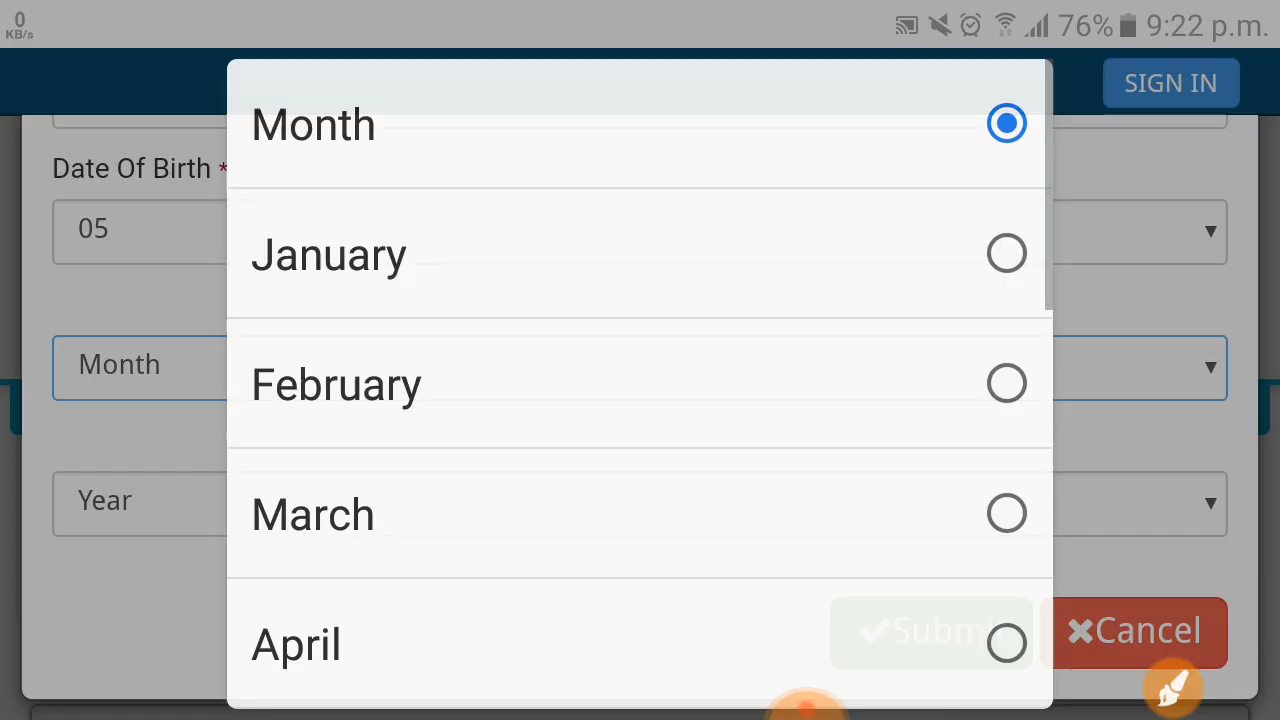 0
KB/s
76% 9:22 p.m.
SIGN IN
Month
Date Of Birth *
January
05
February
Month
March
Year
April
Submit
Cancel